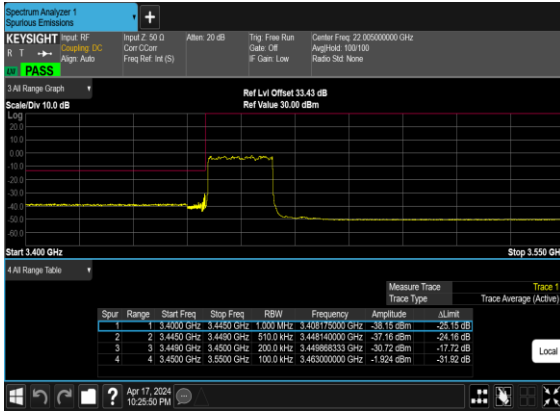 Spectrum Analyzer 1
Spurious Emissions
+
KEYSIGHT Input: RF Input Z: 50 Ω Atten: 20 dB Trig: Free Run Center Freq: 22.005000000 GHz
R T Coupling: DC Corr CCorr Gate: Off Avg|Hold: 100/100
Align: Auto Freq Ref: Int (S) IF Gain: Low Radio Std: None
PASS
3 All Range Graph
Ref Lvl Offset 33.43 dB
Scale/Div 10.0 dB Ref Value 30.00 dBm
Log
20.0
10.0
0.00
-10.0
-20.0
-30.0
-40.0
-50.0
-60.0
Start 3.400 GHz Stop 3.550 GH
4 All Range Table
Measure Trace Trace 1
Trace Type Trace Average (Active)
Spur Range Start Freq Stop Freq RBW Frequency Amplitude ΔLimit
1 1 3.4000 GHz 3.4450 GHz 1.000 MHz 3.408175000 GHz -38.15 dBm -25.15 dB
2 2 3.4450 GHz 3.4490 GHz 510.0 kHz 3.448140000 GHz -37.16 dBm -24.16 dB
3 3 3.4490 GHz 3.4500 GHz 200.0 kHz 3.449868333 GHz -30.72 dBm -17.72 dB
4 4 3.4500 GHz 3.5500 GHz 100.0 kHz 3.463000000 GHz -1.924 dBm -31.92 dB
Local
? Apr 17, 2024
10:25:50 PM